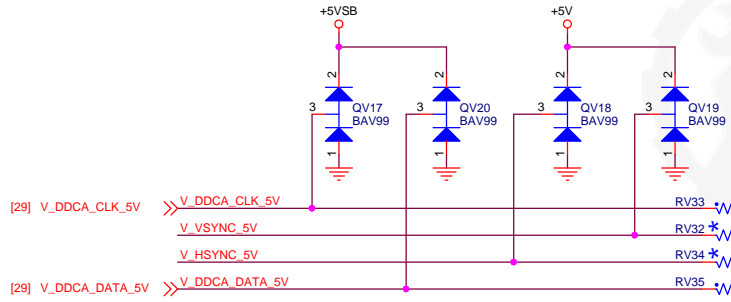 +5VSB +5V
2 2 2 2
3 QV17 BAV99 3 QV20 BAV99 3 QV18 BAV99 3 QV19 BAV99
1 1 1 1
[29] V_DDCA_CLK_5V V_DDCA_CLK_5V RV33
V_VSYNC_5V RV32 *
V_HSYNC_5V RV34 *
[29] V_DDCA_DATA_5V V_DDCA_DATA_5V RV35